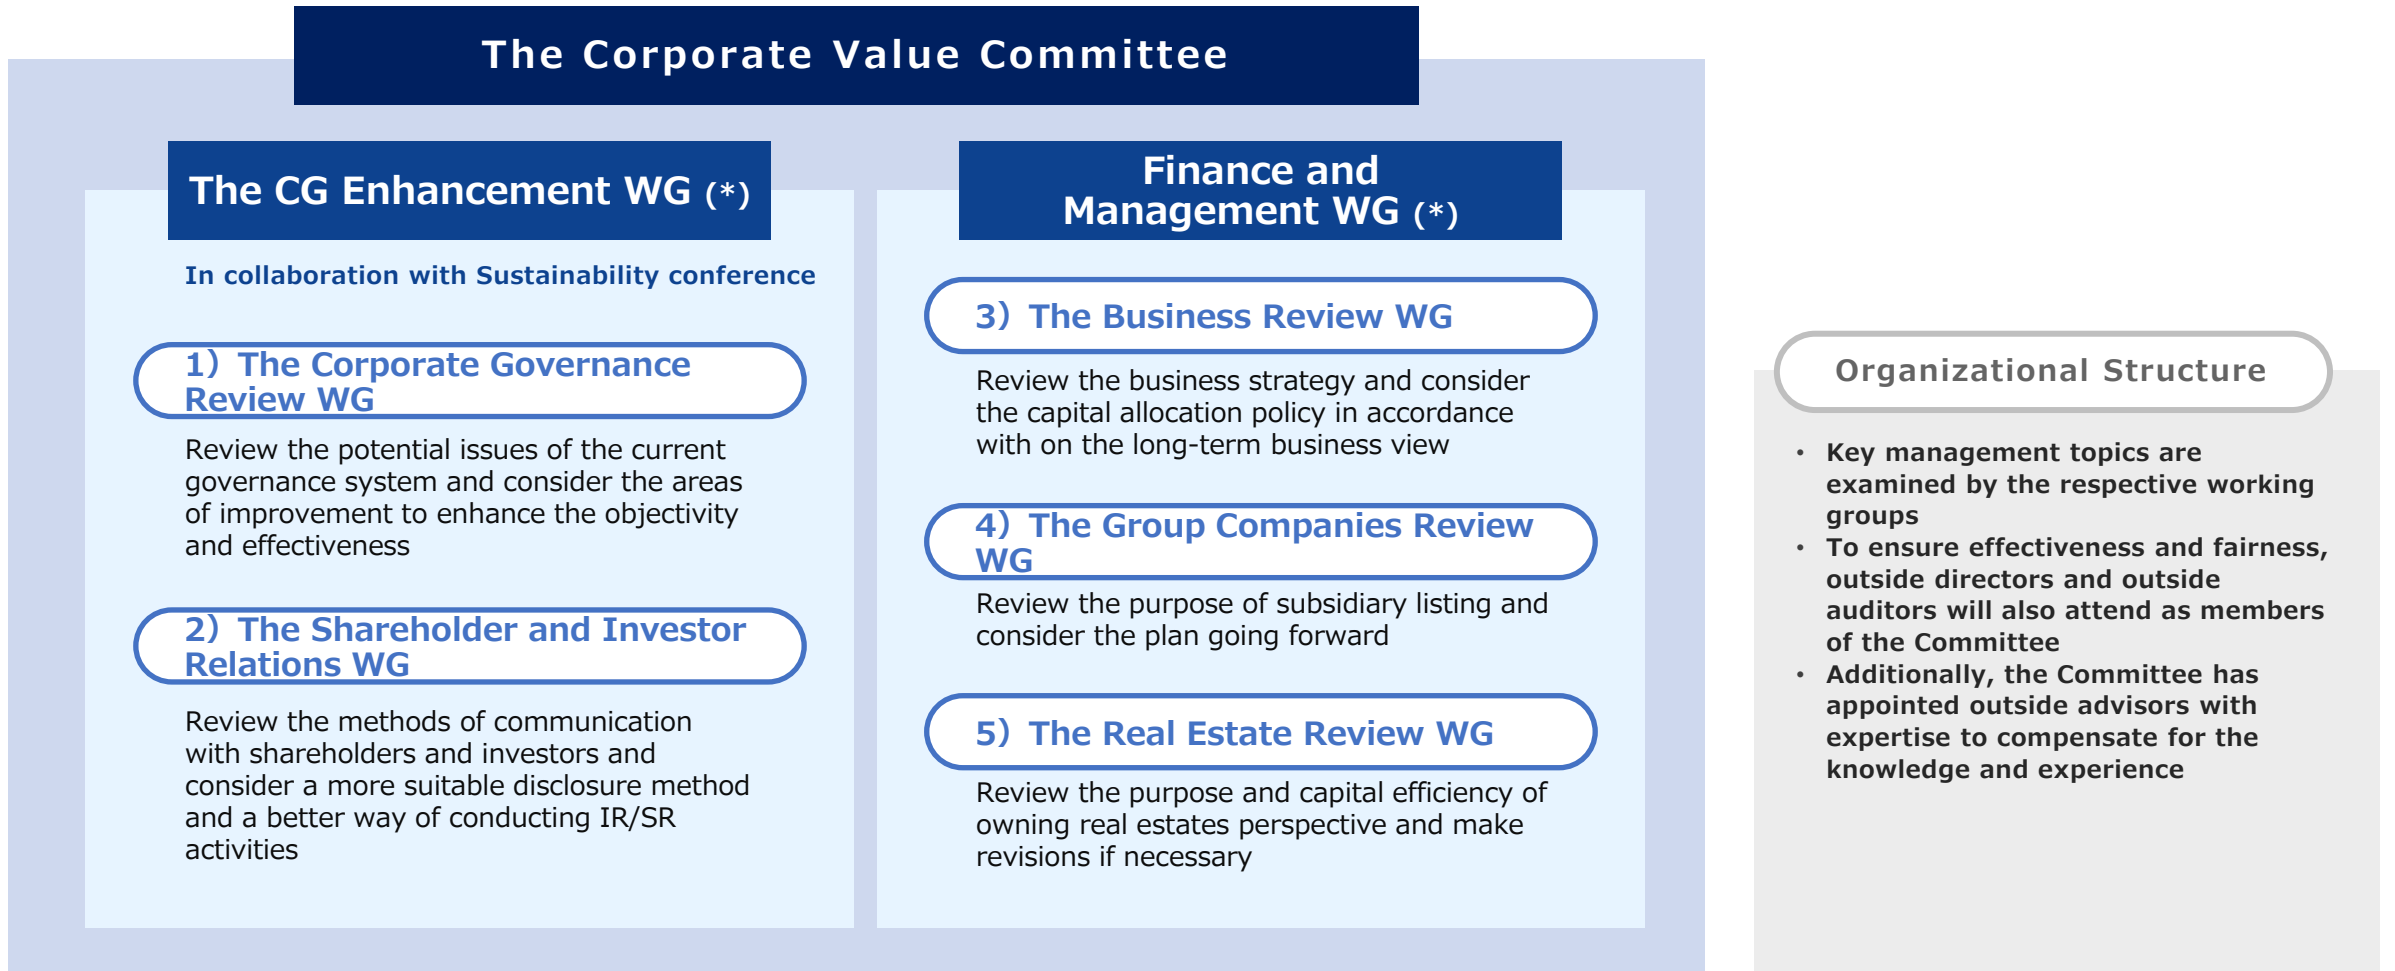 The Corporate Value Committee
The CG Enhancement WG (*)
In collaboration with Sustainability conference
1）The Corporate Governance
Review WG
Review the potential issues of the current
governance system and consider the areas
of improvement to enhance the objectivity
and effectiveness
2）The Shareholder and Investor
Relations WG
Review the methods of communication
with shareholders and investors and
consider a more suitable disclosure method
and a better way of conducting IR/SR
activities
Finance and
Management WG (*)
3）The Business Review WG
Review the business strategy and consider
the capital allocation policy in accordance
with on the long-term business view
4）The Group Companies Review
WG
Review the purpose of subsidiary listing and
consider the plan going forward
5）The Real Estate Review WG
Review the purpose and capital efficiency of
owning real estates perspective and make
revisions if necessary
Organizational Structure
• Key management topics are
examined by the respective working
groups
• To ensure effectiveness and fairness,
outside directors and outside
auditors will also attend as members
of the Committee
• Additionally, the Committee has
appointed outside advisors with
expertise to compensate for the
knowledge and experience